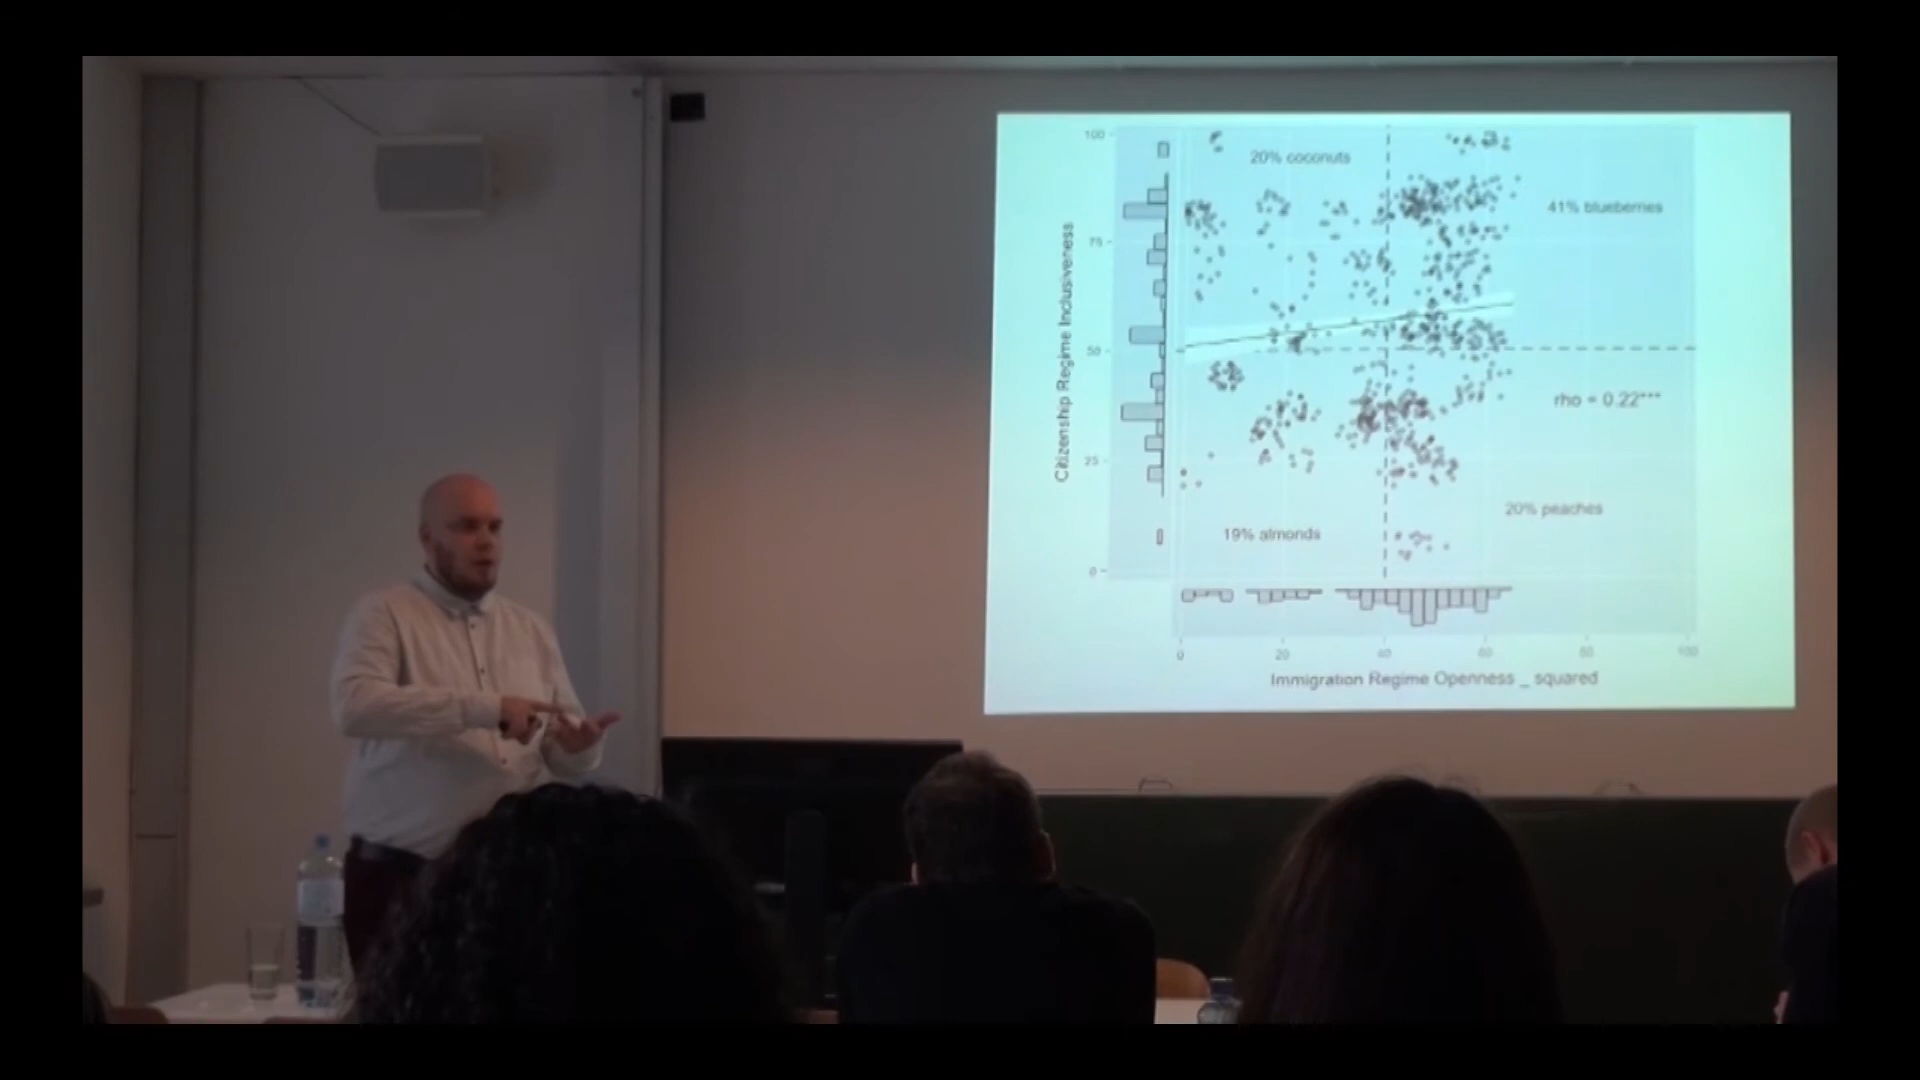 100
20% coconuts
41% blueberries
75
Citizenship Regime Inclusiveness
50
rho = 0.22***
25
20% peaches
19% almonds
0
0 20 40 60 80 100
Immigration Regime Openness _ squared